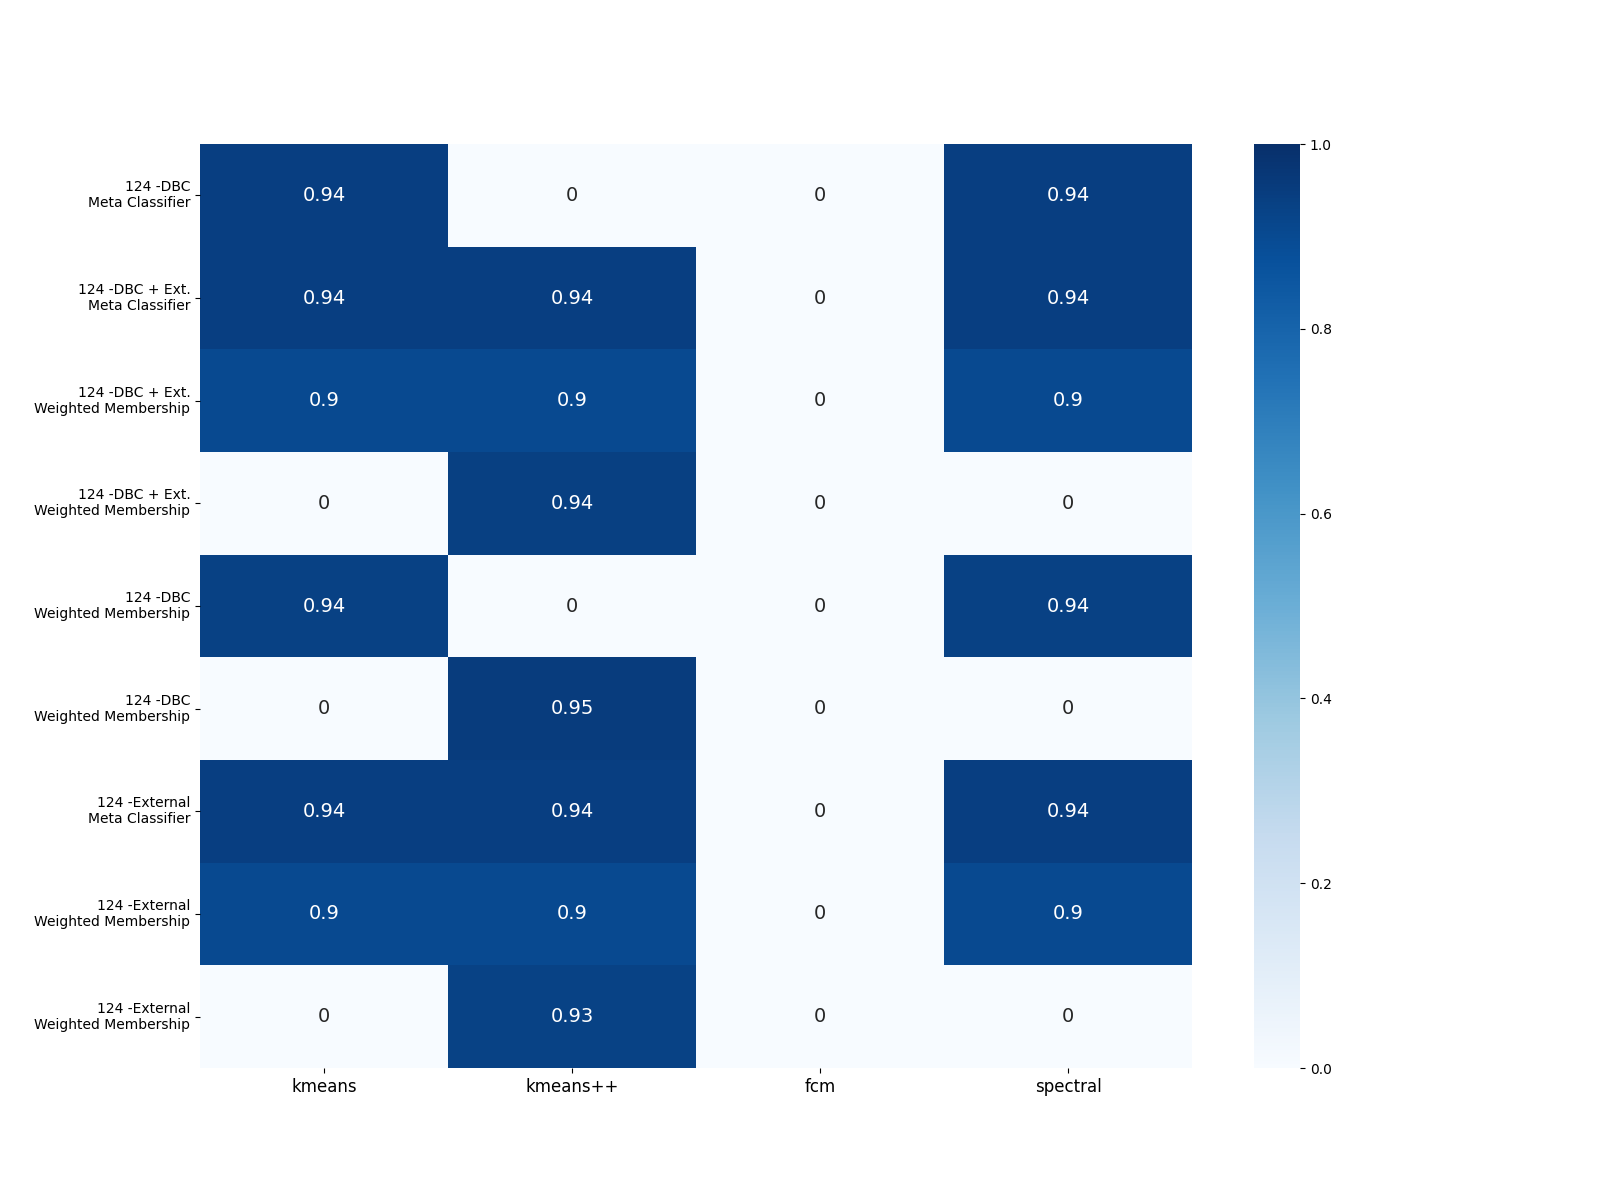 124 -DBC
Meta Classifier
0.94 0 0 0.94
124 -DBC + Ext.
Meta Classifier
0.94 0.94 0 0.94
124 -DBC + Ext.
Weighted Membership
0.9 0.9 0 0.9
124 -DBC + Ext.
Weighted Membership
0 0.94 0 0
124 -DBC
Weighted Membership
0.94 0 0 0.94
124 -DBC
Weighted Membership
0 0.95 0 0
124 -External
Meta Classifier
0.94 0.94 0 0.94
124 -External
Weighted Membership
0.9 0.9 0 0.9
124 -External
Weighted Membership
0 0.93 0 0
kmeans kmeans++ fcm spectral
1.0
0.8
0.6
0.4
0.2
0.0